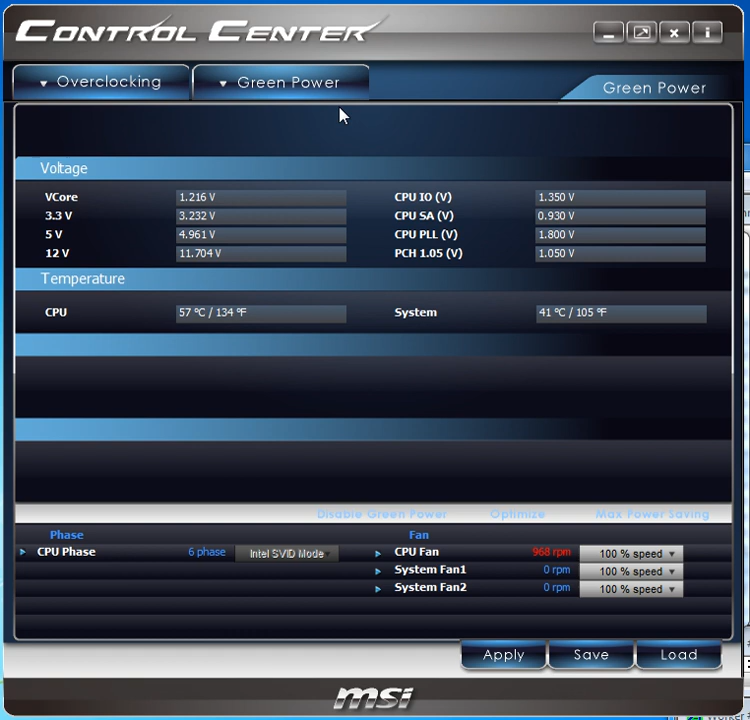 CONTROL CENTER
i
▼ Overclocking ▼ Green Power
Green Power
Voltage
VCore 1.216 V CPU IO (V) 1.350 V
3.3 V 3.232 V CPU SA (V) 0.930 V
5 V 4.961 V CPU PLL (V) 1.800 V
12 V 11.704 V PCH 1.05 (V) 1.050 V
Temperature
CPU 57 ℃ / 134 ℉ System 41 ℃ / 105 ℉
Disable Green Power Optimize Max Power Saving
Phase Fan
CPU Phase 6 phase Intel SVID Mode CPU Fan 968 rpm 100 % speed ▼
System Fan1 0 rpm 100 % speed ▼
System Fan2 0 rpm 100 % speed ▼
Apply Save Load
msi